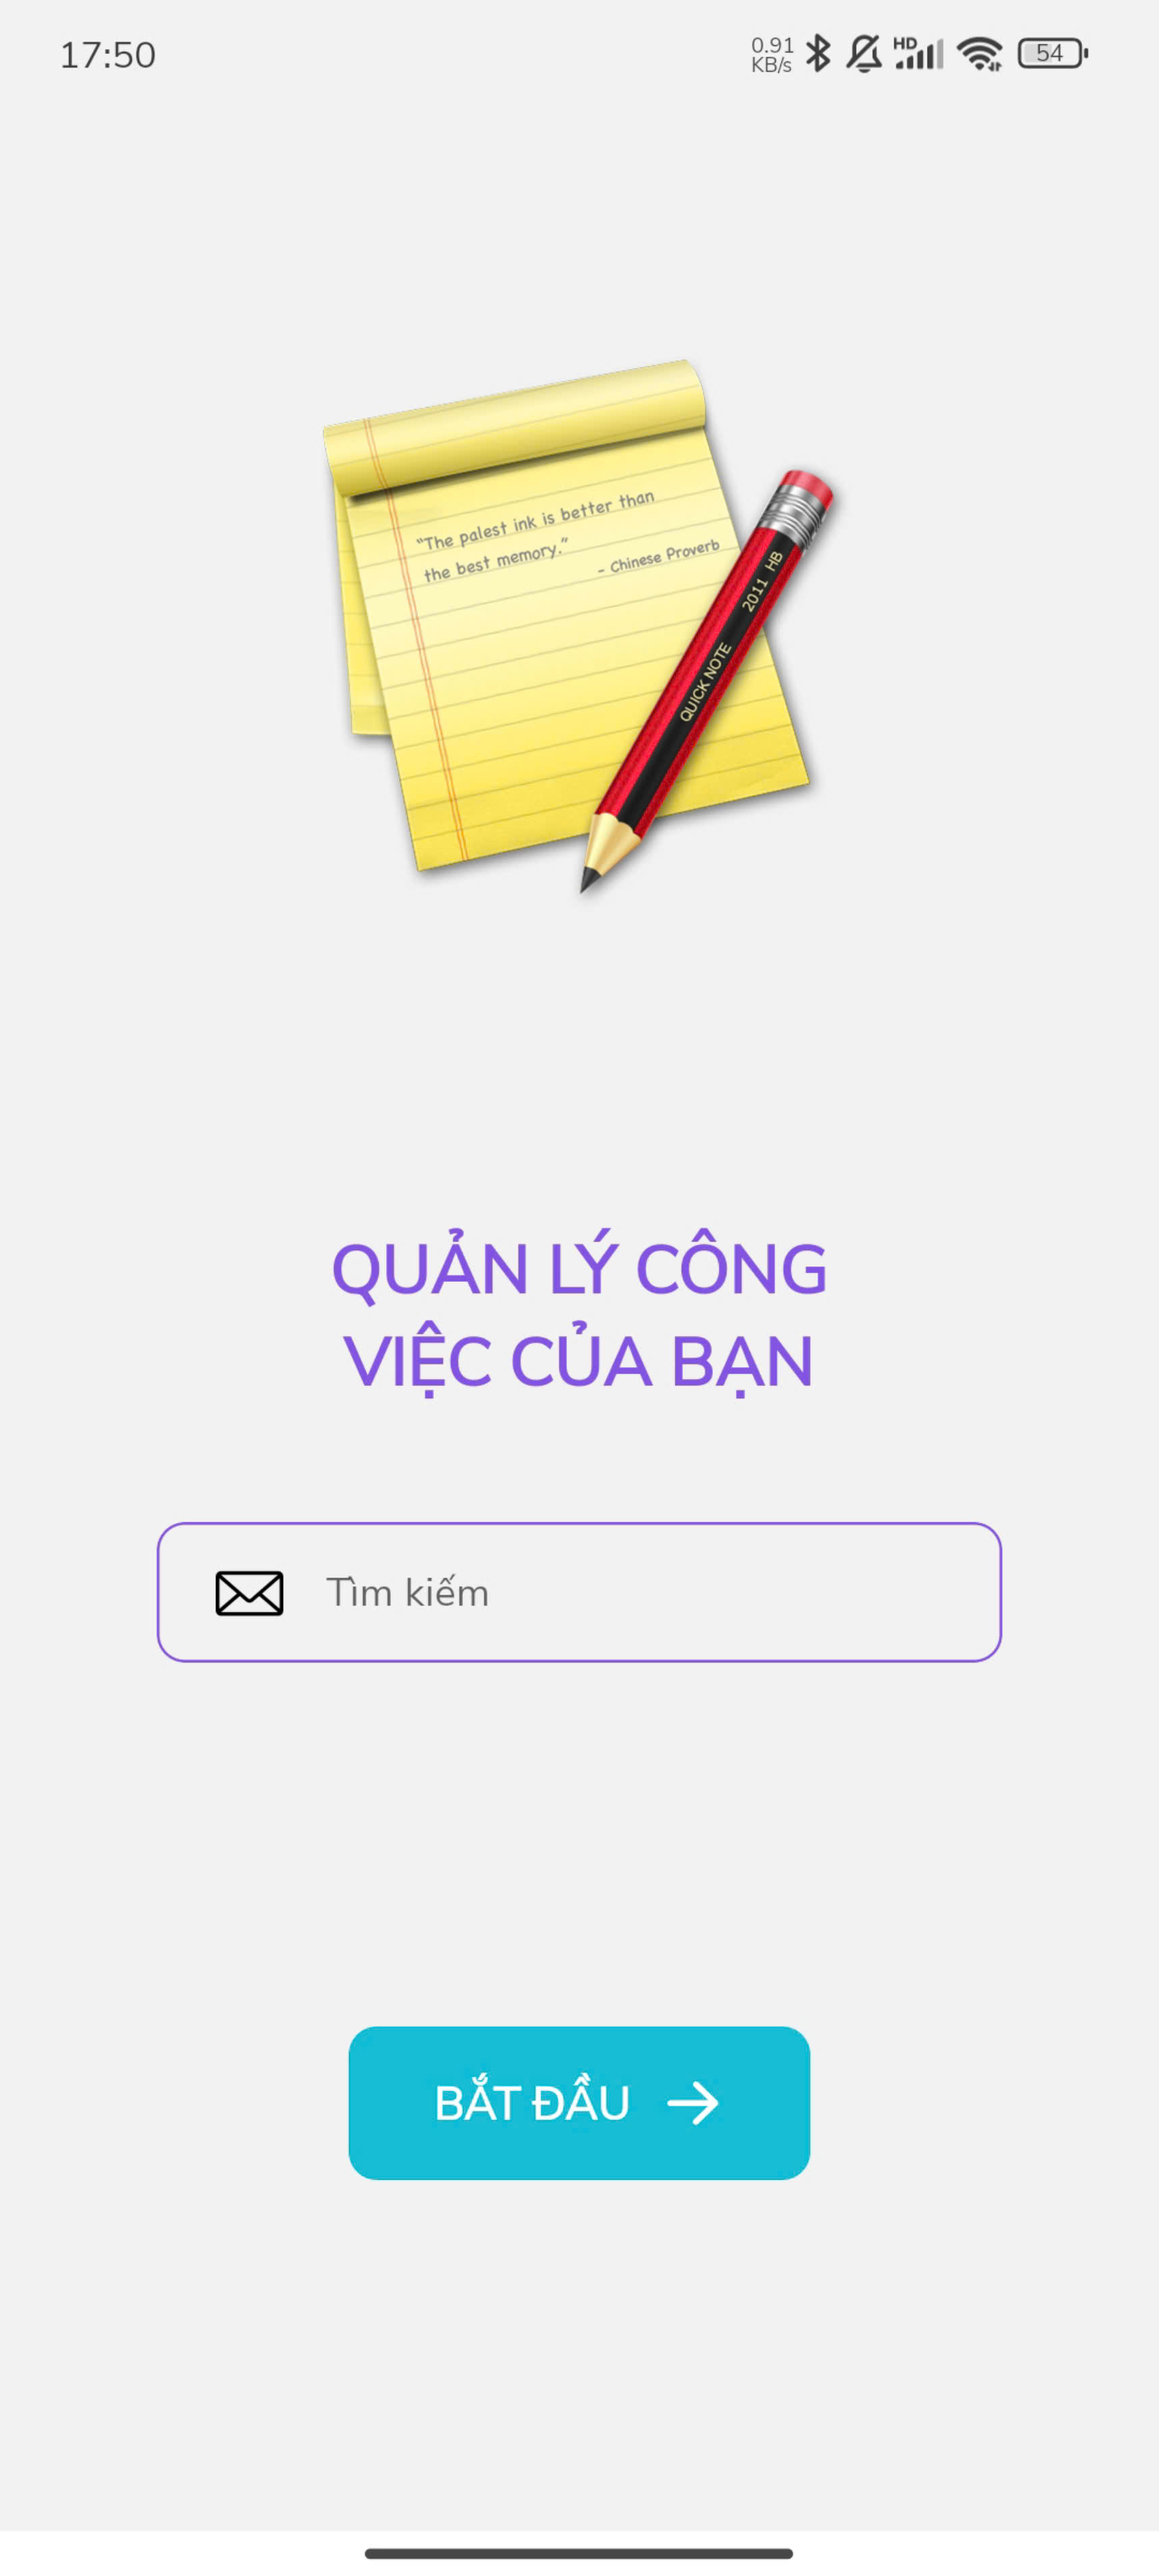 17:50
0.91
KB/s
HD
54
“The palest ink is better than
the best memory.”
- Chinese Proverb
QUICK NOTE 2011 HB
QUẢN LÝ CÔNG
VIỆC CỦA BẠN
Tìm kiếm
BẮT ĐẦU